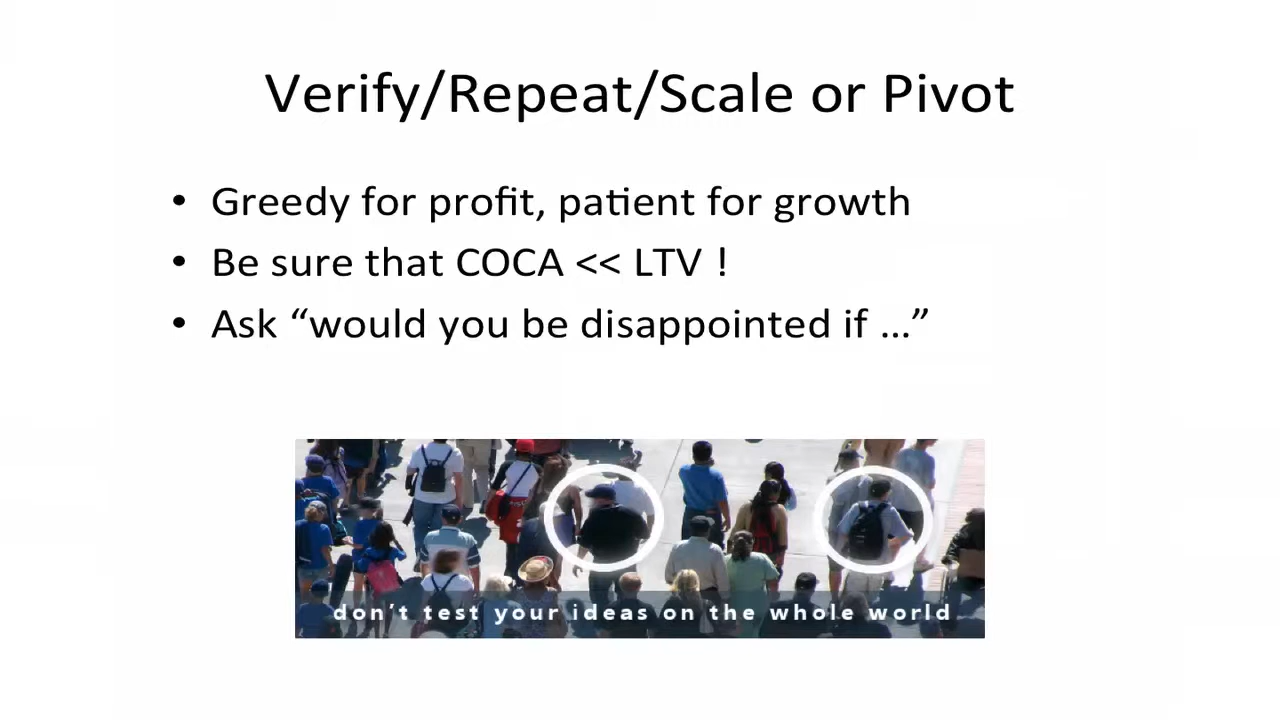 Verify/Repeat/Scale or Pivot
• Greedy for profit, patient for growth
• Be sure that COCA << LTV !
• Ask “would you be disappointed if …”
don't test your ideas on the whole world